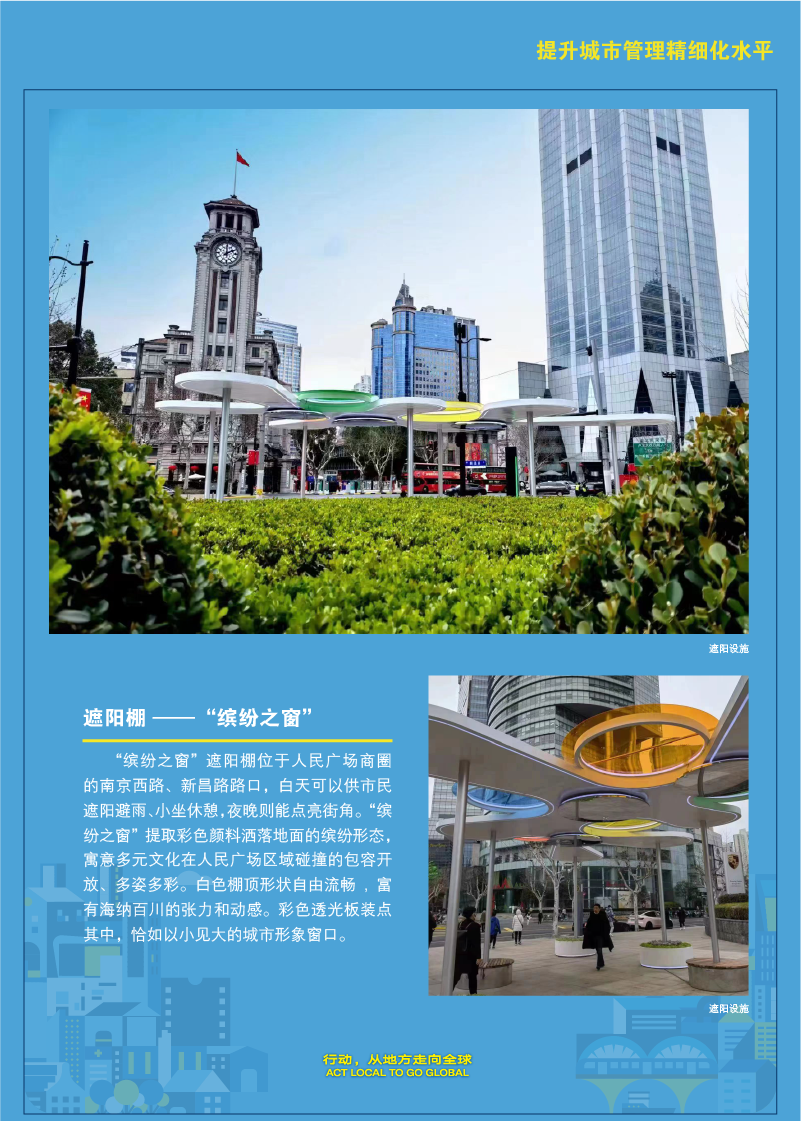 提升城市管理精细化水平
遮阳设施
遮阳棚 ——“缤纷之窗”
“缤纷之窗”遮阳棚位于人民广场商圈
的南京西路、新昌路路口，白天可以供市民
遮阳避雨、小坐休憩，夜晚则能点亮街角。“缤
纷之窗”提取彩色颜料洒落地面的缤纷形态，
寓意多元文化在人民广场区域碰撞的包容开
放、多姿多彩。白色棚顶形状自由流畘，富
有海纳百川的张力和动感。彩色透光板装点
其中，恰如以小见大的城市形象窗口。
遮阳设施
行动，从地方走向全球
ACT LOCAL TO GO GLOBAL